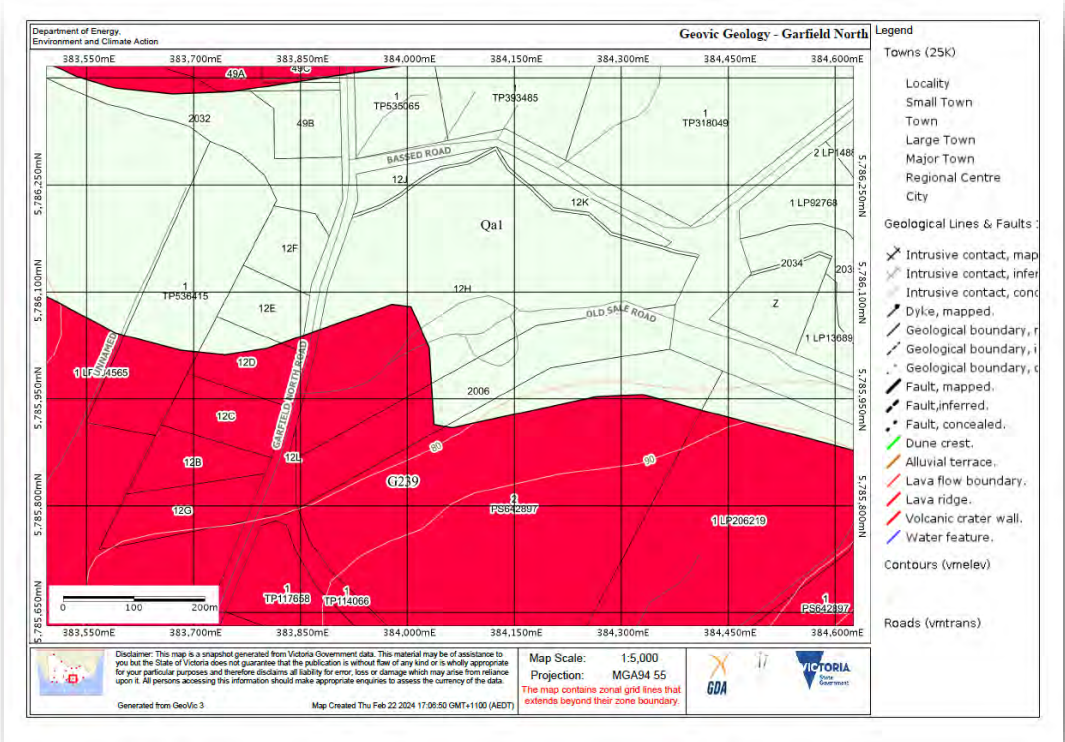 Department of Energy,
Environment and Climate Action
Geovic Geology - Garfield North
383,550mE 383,700mE 383,850mE 384,000mE 384,150mE 384,300mE 384,450mE 384,600mE
49A
49C
2032
49B
1
TP535065
TP393485
1
TP318049
BASSED ROAD
2 LP1488
12J
5,786,250mN
5,786,250mN
12K
1 LP92768
Qa1
12F
2034
203
1
TP536415
12H
12E
Z
5,786,100mN
5,786,100mN
OLD SALE ROAD
1 LP13689
UNNAMED
12D
1 LP
4565
GARFIELD NORTH ROAD
2006
5,785,950mN
5,785,950mN
12C
80
12B
12L
90
G239
12G
2
PS642897
1 LP206219
5,785,800mN
5,785,800mN
1
TP117668
1
TP114066
1
PS642897
5,785,650mN
0 100 200m
383,550mE 383,700mE 383,850mE 384,000mE 384,150mE 384,300mE 384,450mE 384,600mE
Legend
Towns (25K)
Locality
Small Town
Town
Large Town
Major Town
Regional Centre
City
Geological Lines & Faults
Intrusive contact, map
Intrusive contact, infer
Intrusive contact, conc
Dyke, mapped.
Geological boundary, r
Geological boundary, i
Geological boundary, c
Fault, mapped.
Fault,inferred.
Fault, concealed.
Dune crest.
Alluvial terrace.
Lava flow boundary.
Lava ridge.
Volcanic crater wall.
Water feature.
Contours (vmelev)
Roads (vmtrans)
Disclaimer: This map is a snapshot generated from Victoria Government data. This material may be of assistance to
you but the State of Victoria does not guarantee that the publication is without flaw of any kind or is wholly appropriate
for your particular purposes and therefore disclaims all liability for error, loss or damage which may arise from reliance
upon it. All persons accessing this information should make appropriate enquiries to assess the currency of the data.
Generated from GeoVic 3
Map Created Thu Feb 22 2024 17:06:50 GMT+1100 (AEDT)
Map Scale: 1:5,000
Projection: MGA94 55
The map contains zonal grid lines that
extends beyond their zone boundary.
GDA
VICTORIA
State
Government